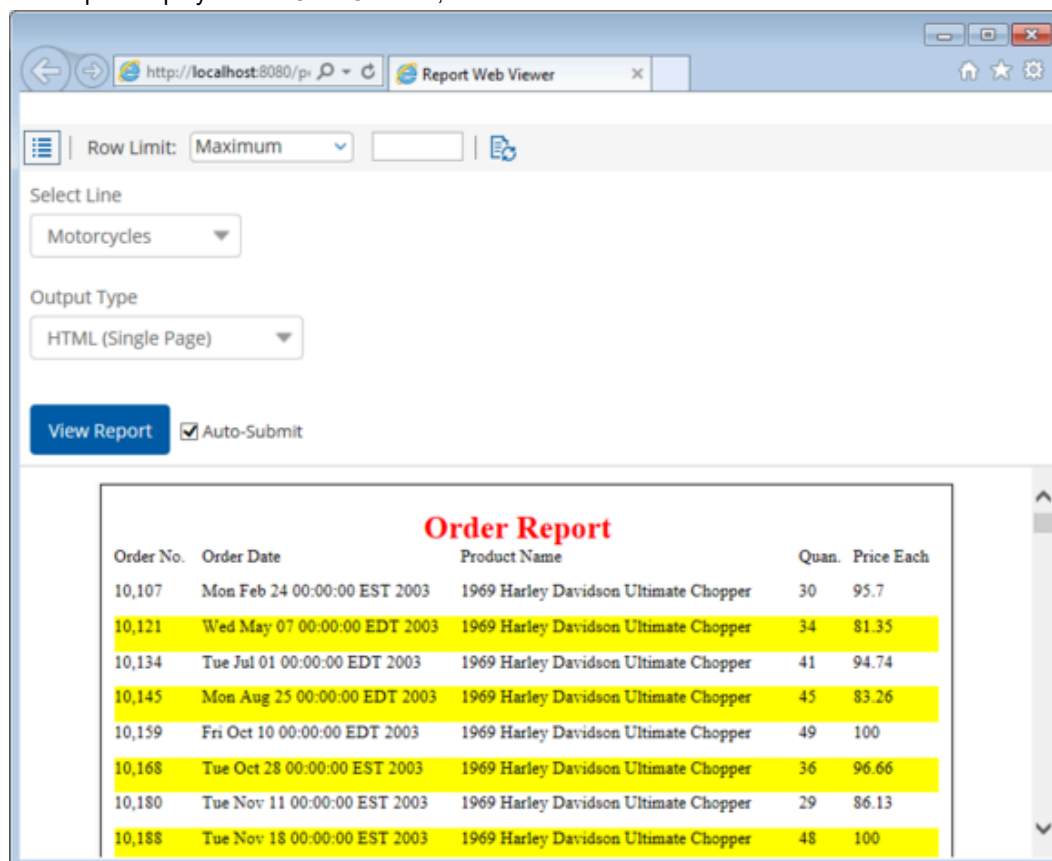 http://localhost:8080/p Report Web Viewer
Row Limit: Maximum
Select Line
Motorcycles
Output Type
HTML (Single Page)
View Report Auto-Submit
Order Report
Order No. Order Date Product Name Quan. Price Each
10,107 Mon Feb 24 00:00:00 EST 2003 1969 Harley Davidson Ultimate Chopper 30 95.7
10,121 Wed May 07 00:00:00 EDT 2003 1969 Harley Davidson Ultimate Chopper 34 81.35
10,134 Tue Jul 01 00:00:00 EDT 2003 1969 Harley Davidson Ultimate Chopper 41 94.74
10,145 Mon Aug 25 00:00:00 EDT 2003 1969 Harley Davidson Ultimate Chopper 45 83.26
10,159 Fri Oct 10 00:00:00 EDT 2003 1969 Harley Davidson Ultimate Chopper 49 100
10,168 Tue Oct 28 00:00:00 EST 2003 1969 Harley Davidson Ultimate Chopper 36 96.66
10,180 Tue Nov 11 00:00:00 EST 2003 1969 Harley Davidson Ultimate Chopper 29 86.13
10,188 Tue Nov 18 00:00:00 EST 2003 1969 Harley Davidson Ultimate Chopper 48 100